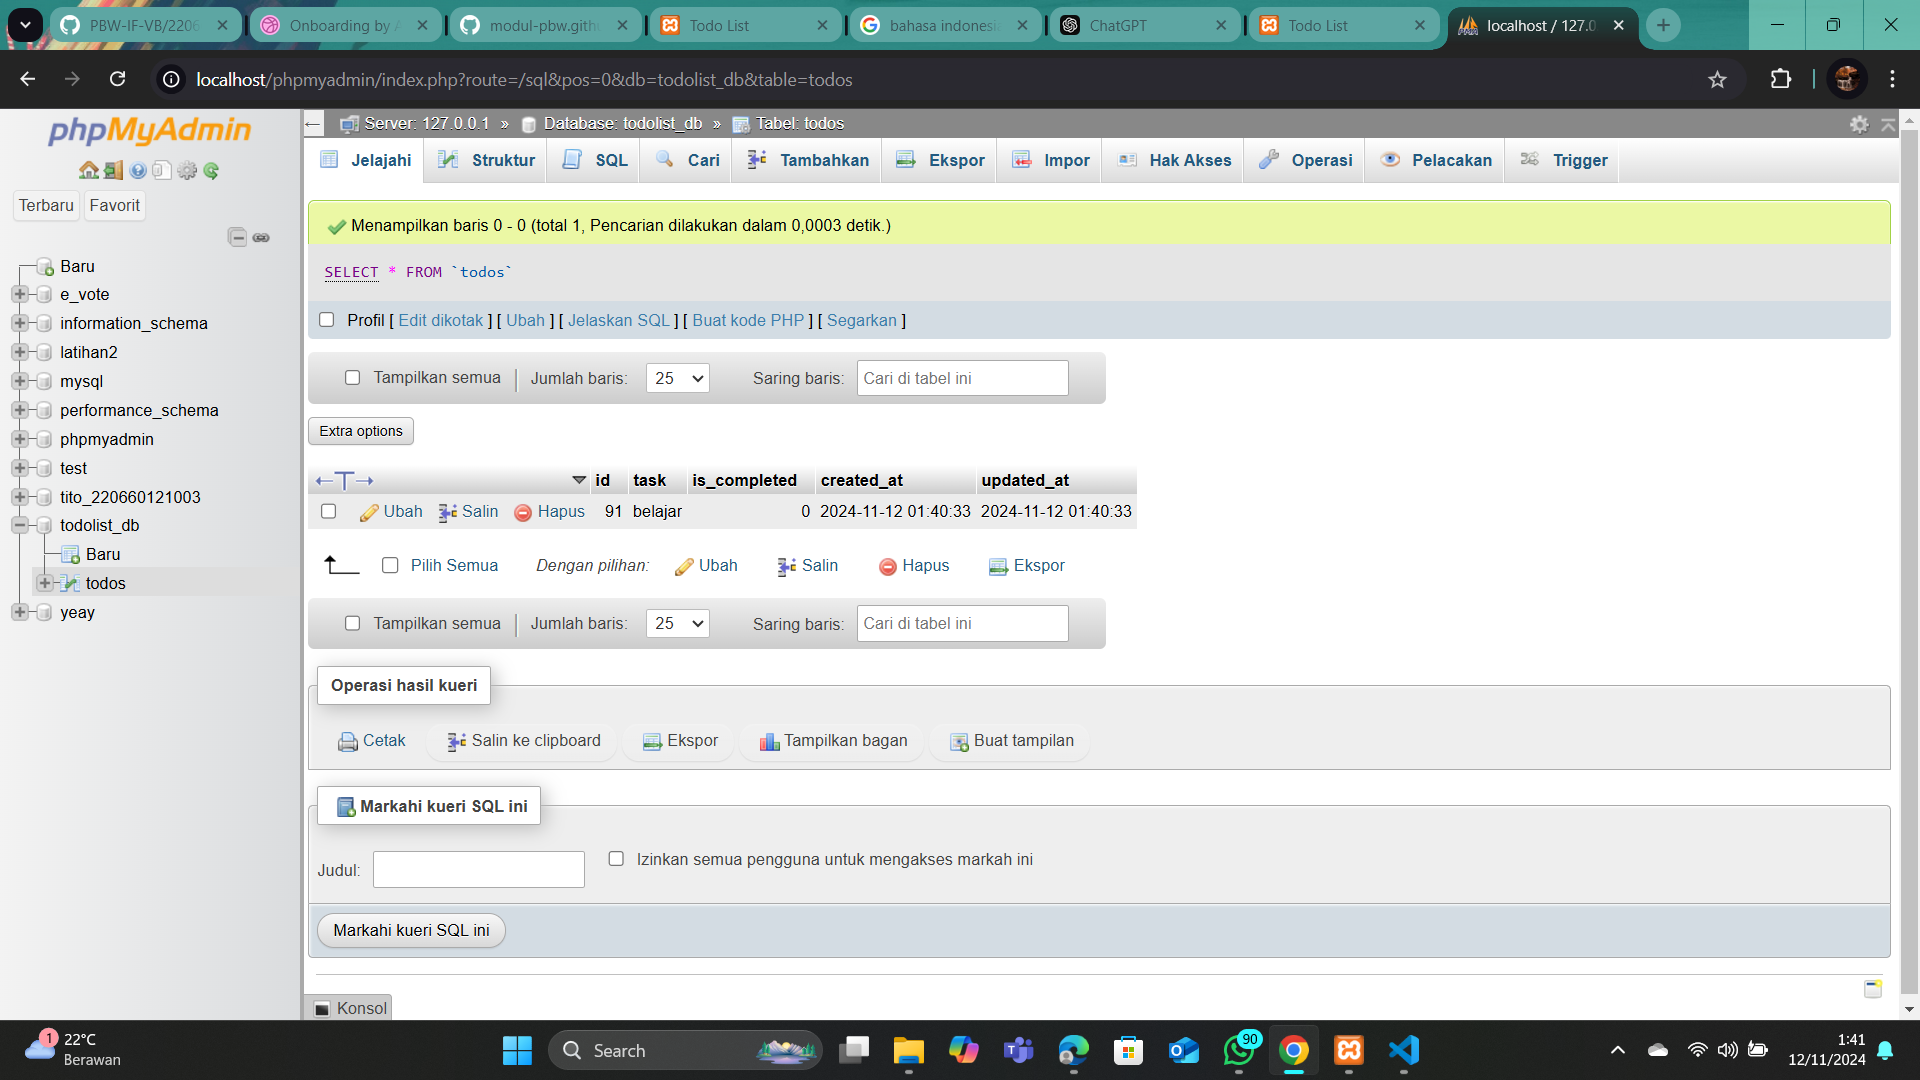 PBW-IF-VB/2206
Onboarding by A
modul-pbw.gith
Todo List
bahasa indonesia
ChatGPT
Todo List
localhost / 127.0
localhost/phpmyadmin/index.php?route=/sql&pos=0&db=todolist_db&table=todos
phpMyAdmin
Terbaru
Favorit
Baru
e_vote
information_schema
latihan2
mysql
performance_schema
phpmyadmin
test
tito_220660121003
todolist_db
Baru
todos
yeay
Server: 127.0.0.1 » Database: todolist_db » Tabel: todos
Jelajahi Struktur SQL Cari Tambahkan Ekspor Impor Hak Akses Operasi Pelacakan Trigger
Menampilkan baris 0 - 0 (total 1, Pencarian dilakukan dalam 0,0003 detik.)
SELECT * FROM `todos`
Profil [ Edit dikotak ] [ Ubah ] [ Jelaskan SQL ] [ Buat kode PHP ] [ Segarkan ]
Tampilkan semua | Jumlah baris: 25 Saring baris: Cari di tabel ini
Extra options
id task is_completed created_at updated_at
Ubah Salin Hapus 91 belajar 0 2024-11-12 01:40:33 2024-11-12 01:40:33
Pilih Semua Dengan pilihan: Ubah Salin Hapus Ekspor
Tampilkan semua | Jumlah baris: 25 Saring baris: Cari di tabel ini
Operasi hasil kueri
Cetak Salin ke clipboard Ekspor Tampilkan bagan Buat tampilan
Markahi kueri SQL ini
Judul: Izinkan semua pengguna untuk mengakses markah ini
Markahi kueri SQL ini
Konsol
1
22°C
Berawan
Search
90
1:41
12/11/2024